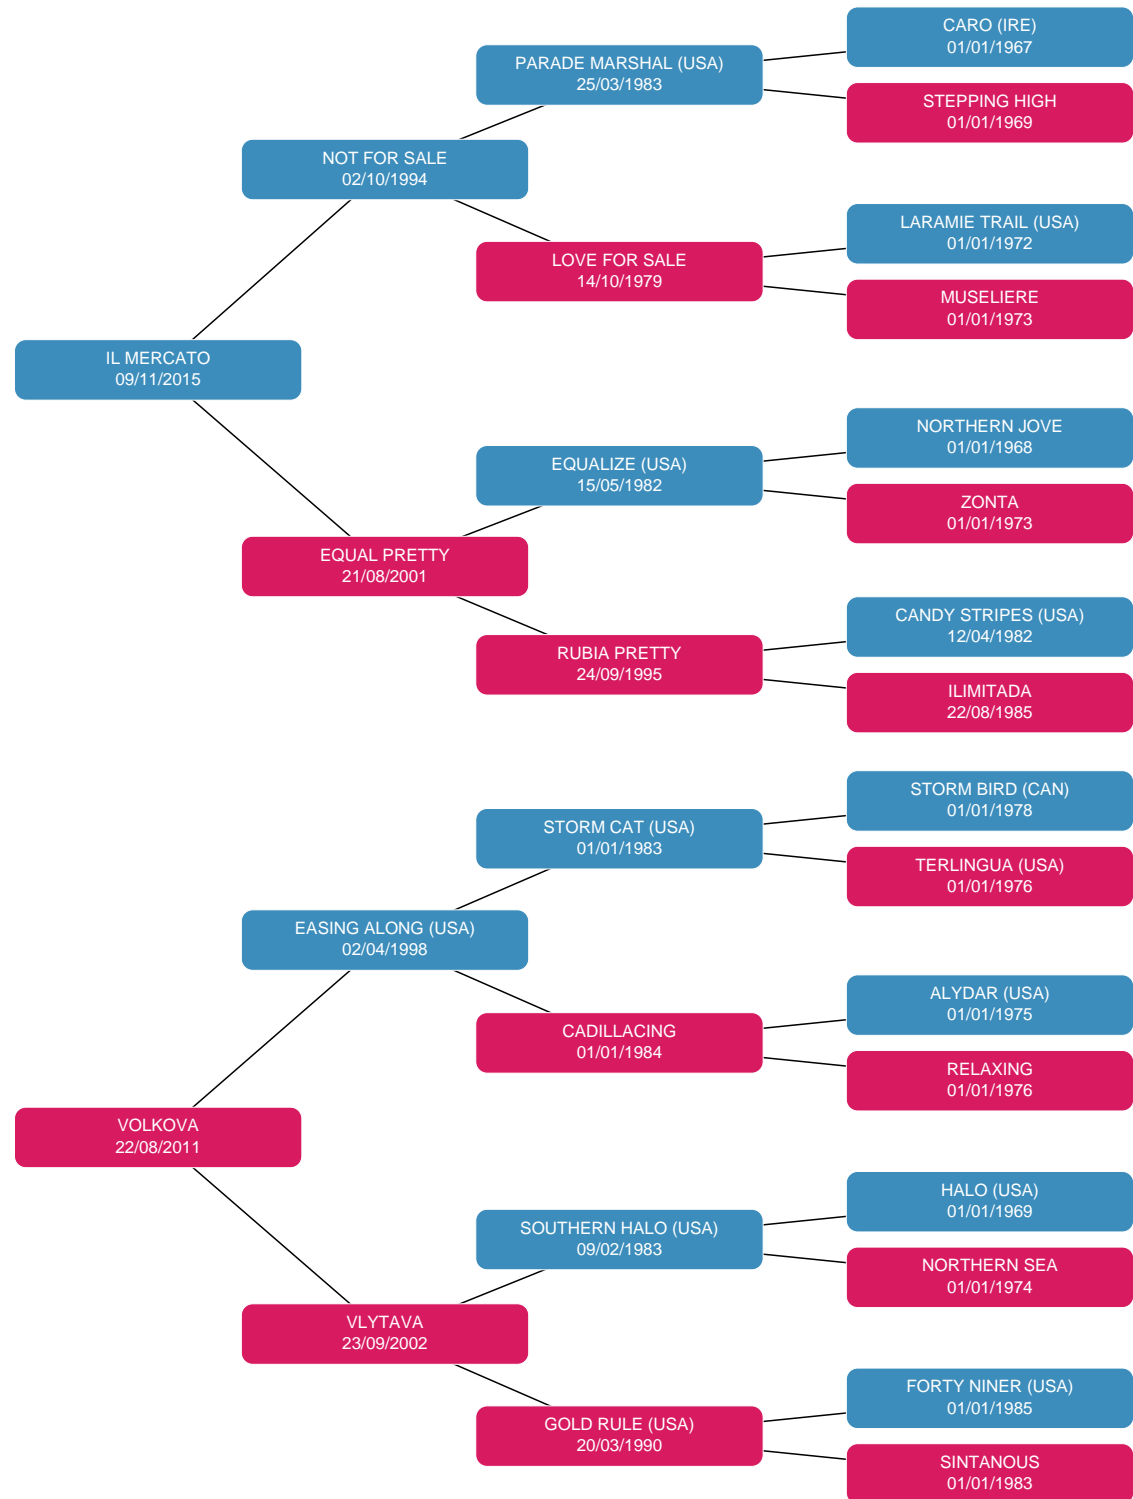 CARO (IRE)
01/01/1967
PARADE MARSHAL (USA)
25/03/1983
STEPPING HIGH
01/01/1969
NOT FOR SALE
02/10/1994
LARAMIE TRAIL (USA)
01/01/1972
LOVE FOR SALE
14/10/1979
MUSELIERE
01/01/1973
IL MERCATO
09/11/2015
NORTHERN JOVE
01/01/1968
EQUALIZE (USA)
15/05/1982
ZONTA
01/01/1973
EQUAL PRETTY
21/08/2001
CANDY STRIPES (USA)
12/04/1982
RUBIA PRETTY
24/09/1995
ILIMITADA
22/08/1985
STORM BIRD (CAN)
01/01/1978
STORM CAT (USA)
01/01/1983
TERLINGUA (USA)
01/01/1976
EASING ALONG (USA)
02/04/1998
ALYDAR (USA)
01/01/1975
CADILLACING
01/01/1984
RELAXING
01/01/1976
VOLKOVA
22/08/2011
HALO (USA)
01/01/1969
SOUTHERN HALO (USA)
09/02/1983
NORTHERN SEA
01/01/1974
VLYTAVA
23/09/2002
FORTY NINER (USA)
01/01/1985
GOLD RULE (USA)
20/03/1990
SINTANOUS
01/01/1983